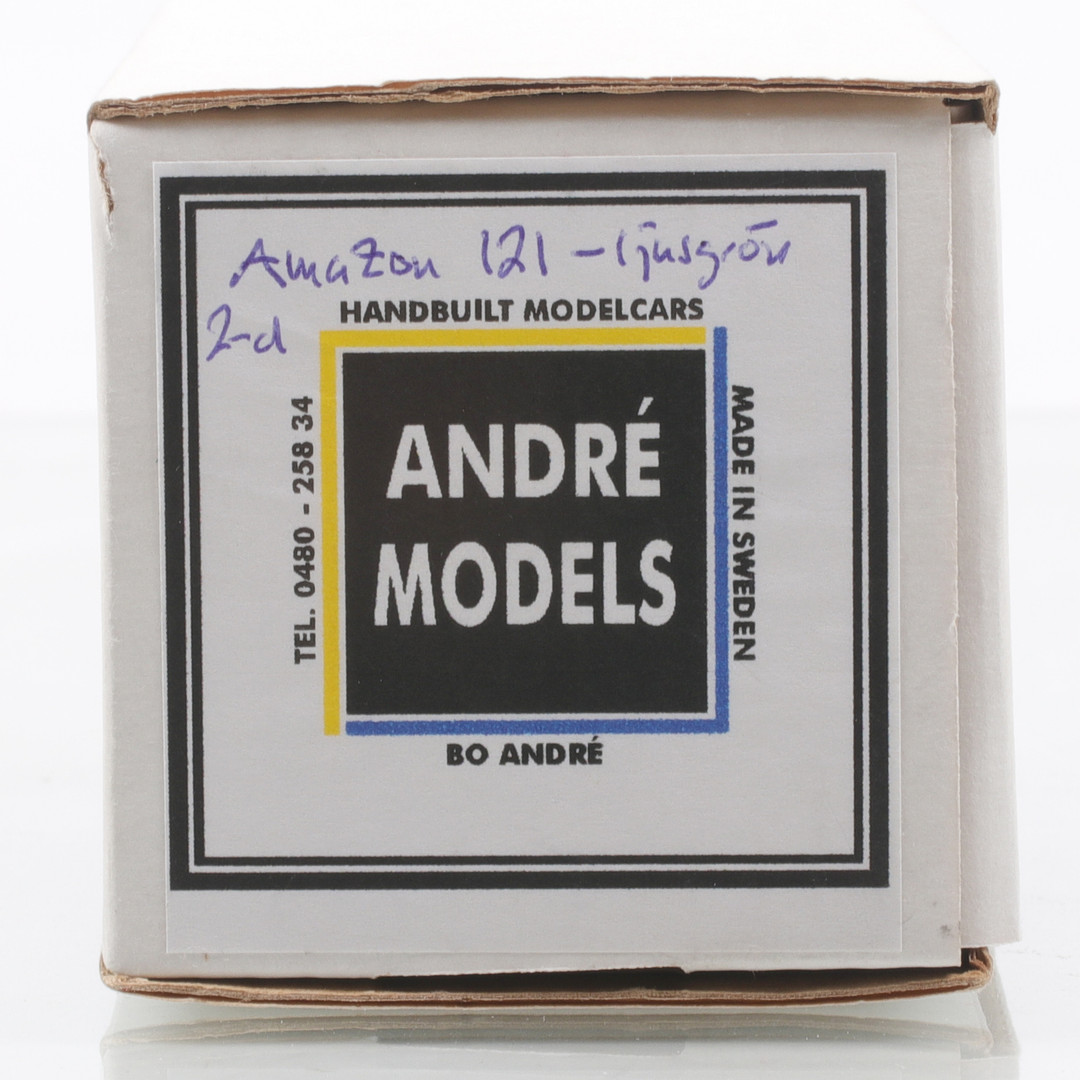 Amazon 121 - ljusgrön
2-d
HANDBUILT MODELCARS
TEL. 0480 - 258 34
ANDRÉ
MODELS
MADE IN SWEDEN
BO ANDRÉ